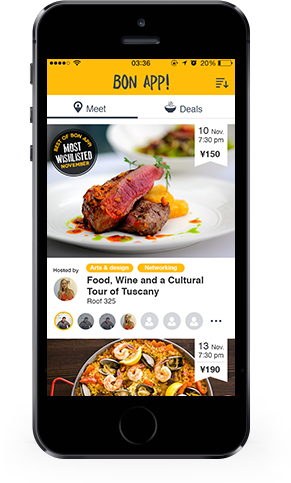 03:36
20%
BON APP!
Meet
Deals
BEST OF BON APP!
MOST
WISHLISTED
NOVEMBER
10 Nov.
7:30 pm
¥150
Hosted by
Arts & design
Networking
Food, Wine and a Cultural
Tour of Tuscany
Roof 325
13 Nov.
7:30 pm
¥190